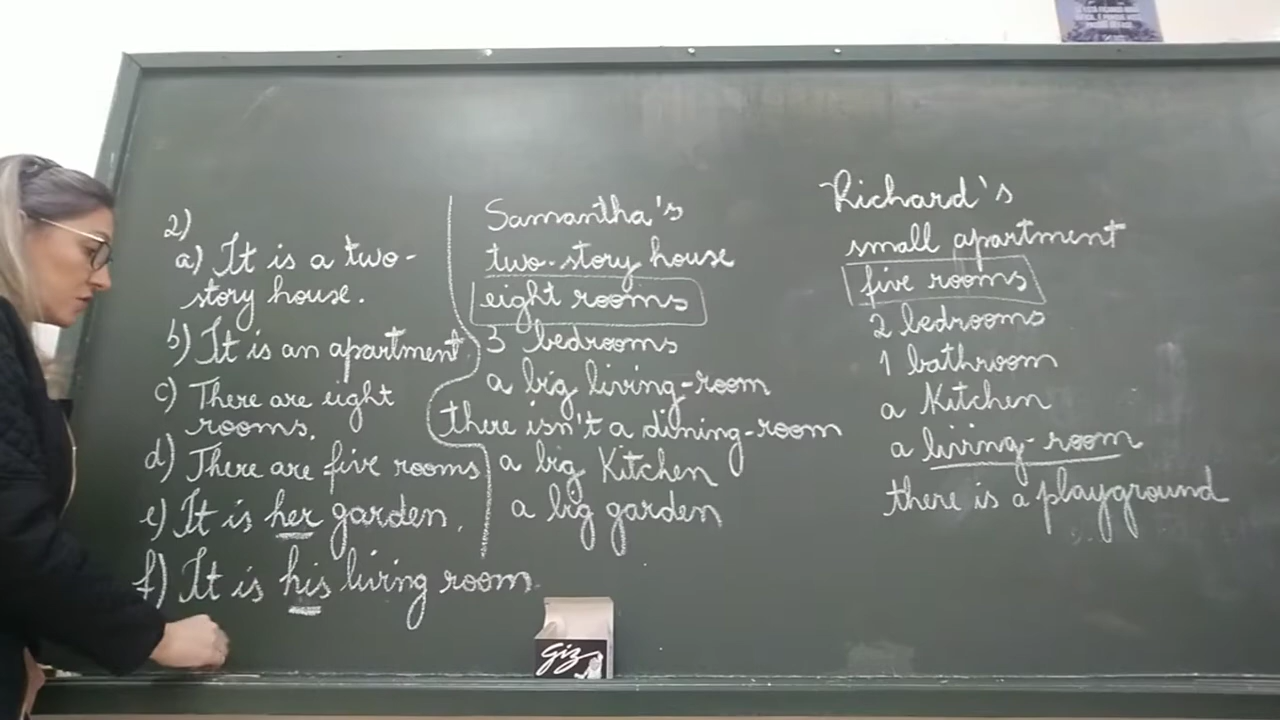 2)
a) It is a two-
story house.
b) It is an apartment.
c) There are eight
rooms.
d) There are five rooms
e) It is her garden.
f) It is his living room.
Samantha's
two-story house
eight rooms
3 bedrooms
a big living-room
there isn't a dining-room
a big Kitchen
a big garden
Richard's
small apartment
five rooms
2 bedrooms
1 bathroom
a Kitchen
a living-room
there is a playground
Giz